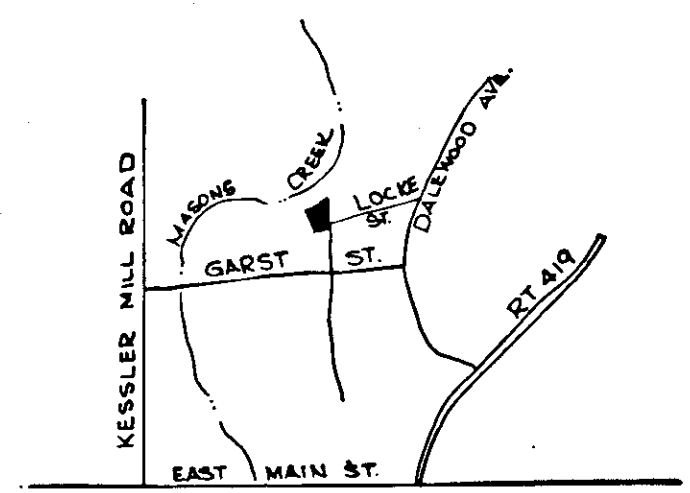 MASONS
CREEK
LOCKE
ST.
DALEWOOD AVE.
KESSLER MILL ROAD
GARST ST.
RT 419
EAST MAIN ST.